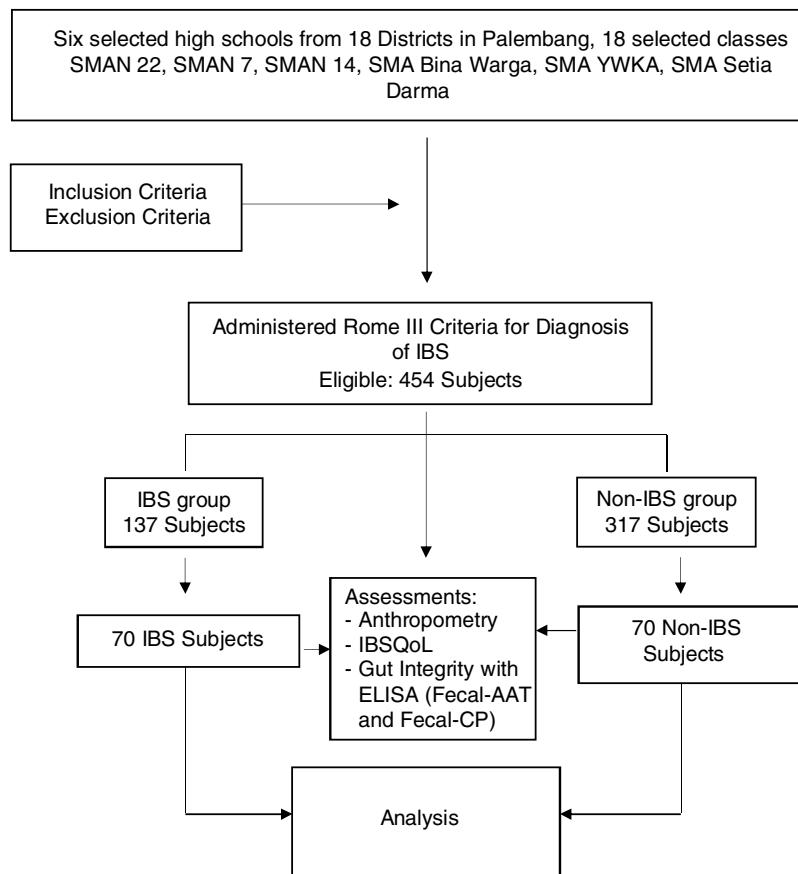 Six selected high schools from 18 Districts in Palembang, 18 selected classes
SMAN 22, SMAN 7, SMAN 14, SMA Bina Warga, SMA YWKA, SMA Setia
Darma
Inclusion Criteria
Exclusion Criteria
Administered Rome III Criteria for Diagnosis
of IBS
Eligible: 454 Subjects
IBS group
137 Subjects
Non-IBS group
317 Subjects
70 IBS Subjects
Assessments:
- Anthropometry
- IBSQoL
- Gut Integrity with
ELISA (Fecal-AAT
and Fecal-CP)
70 Non-IBS
Subjects
Analysis